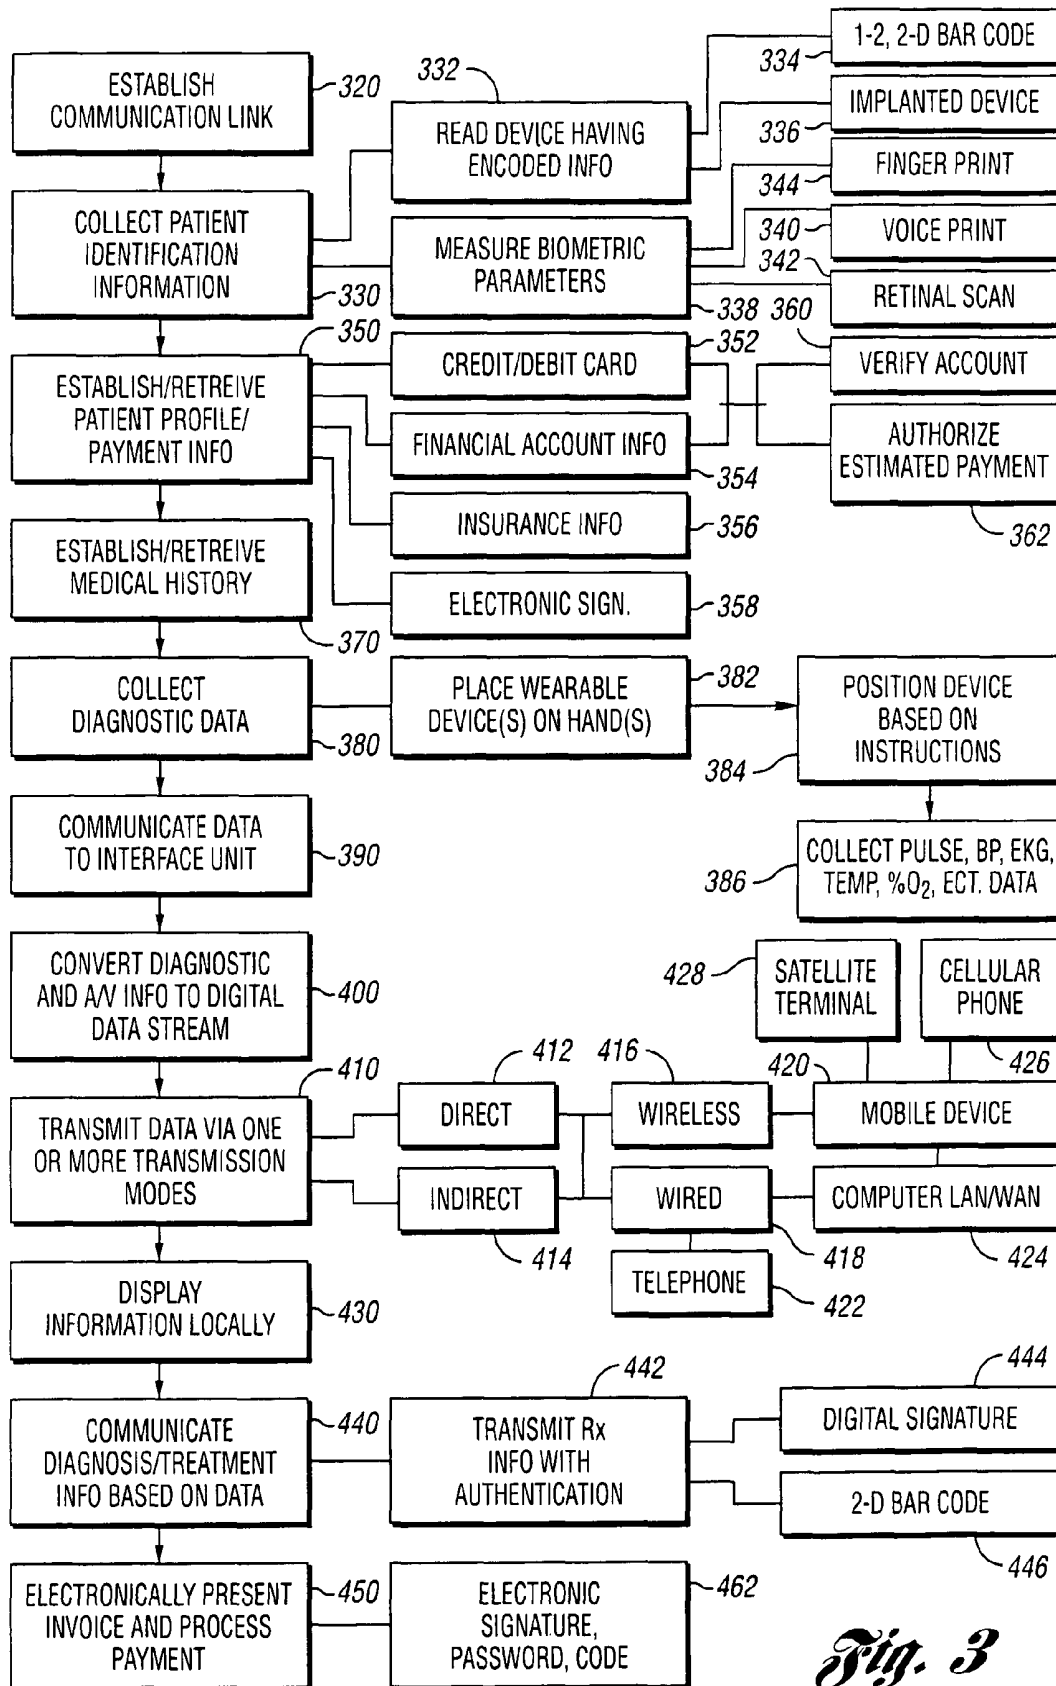 ESTABLISH
COMMUNICATION LINK
320
332
READ DEVICE HAVING
ENCODED INFO
1-2, 2-D BAR CODE
334
IMPLANTED DEVICE
336
FINGER PRINT
344
COLLECT PATIENT
IDENTIFICATION
INFORMATION
330
MEASURE BIOMETRIC
PARAMETERS
338
VOICE PRINT
340
342
RETINAL SCAN
350
ESTABLISH/RETREIVE
PATIENT PROFILE/
PAYMENT INFO
352
CREDIT/DEBIT CARD
360
VERIFY ACCOUNT
FINANCIAL ACCOUNT INFO
354
AUTHORIZE
ESTIMATED PAYMENT
362
INSURANCE INFO
356
ELECTRONIC SIGN.
358
ESTABLISH/RETREIVE
MEDICAL HISTORY
370
COLLECT
DIAGNOSTIC DATA
380
PLACE WEARABLE
DEVICE(S) ON HAND(S)
382
POSITION DEVICE
BASED ON
INSTRUCTIONS
384
COLLECT PULSE, BP, EKG,
TEMP, %O2, ECT. DATA
386
COMMUNICATE DATA
TO INTERFACE UNIT
390
CONVERT DIAGNOSTIC
AND A/V INFO TO DIGITAL
DATA STREAM
400
428
SATELLITE
TERMINAL
CELLULAR
PHONE
426
410
TRANSMIT DATA VIA ONE
OR MORE TRANSMISSION
MODES
412
DIRECT
416
WIRELESS
420
MOBILE DEVICE
INDIRECT
414
WIRED
418
COMPUTER LAN/WAN
424
TELEPHONE
422
DISPLAY
INFORMATION LOCALLY
430
COMMUNICATE
DIAGNOSIS/TREATMENT
INFO BASED ON DATA
440
442
TRANSMIT Rx
INFO WITH
AUTHENTICATION
444
DIGITAL SIGNATURE
2-D BAR CODE
446
ELECTRONICALLY PRESENT
INVOICE AND PROCESS
PAYMENT
450
ELECTRONIC
SIGNATURE,
PASSWORD, CODE
462
Fig. 3